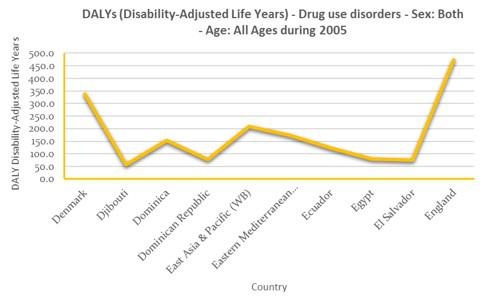 DALYs (Disability-Adjusted Life Years) - Drug use disorders - Sex: Both
- Age: All Ages during 2005
DALY Disability-Adjusted Life Years
500.0
450.0
400.0
350.0
300.0
250.0
200.0
150.0
100.0
50.0
0.0
Denmark
Djibouti
Dominica
Dominican Republic
East Asia & Pacific (WB)
Eastern Mediterranean...
Ecuador
Egypt
El Salvador
England
Country